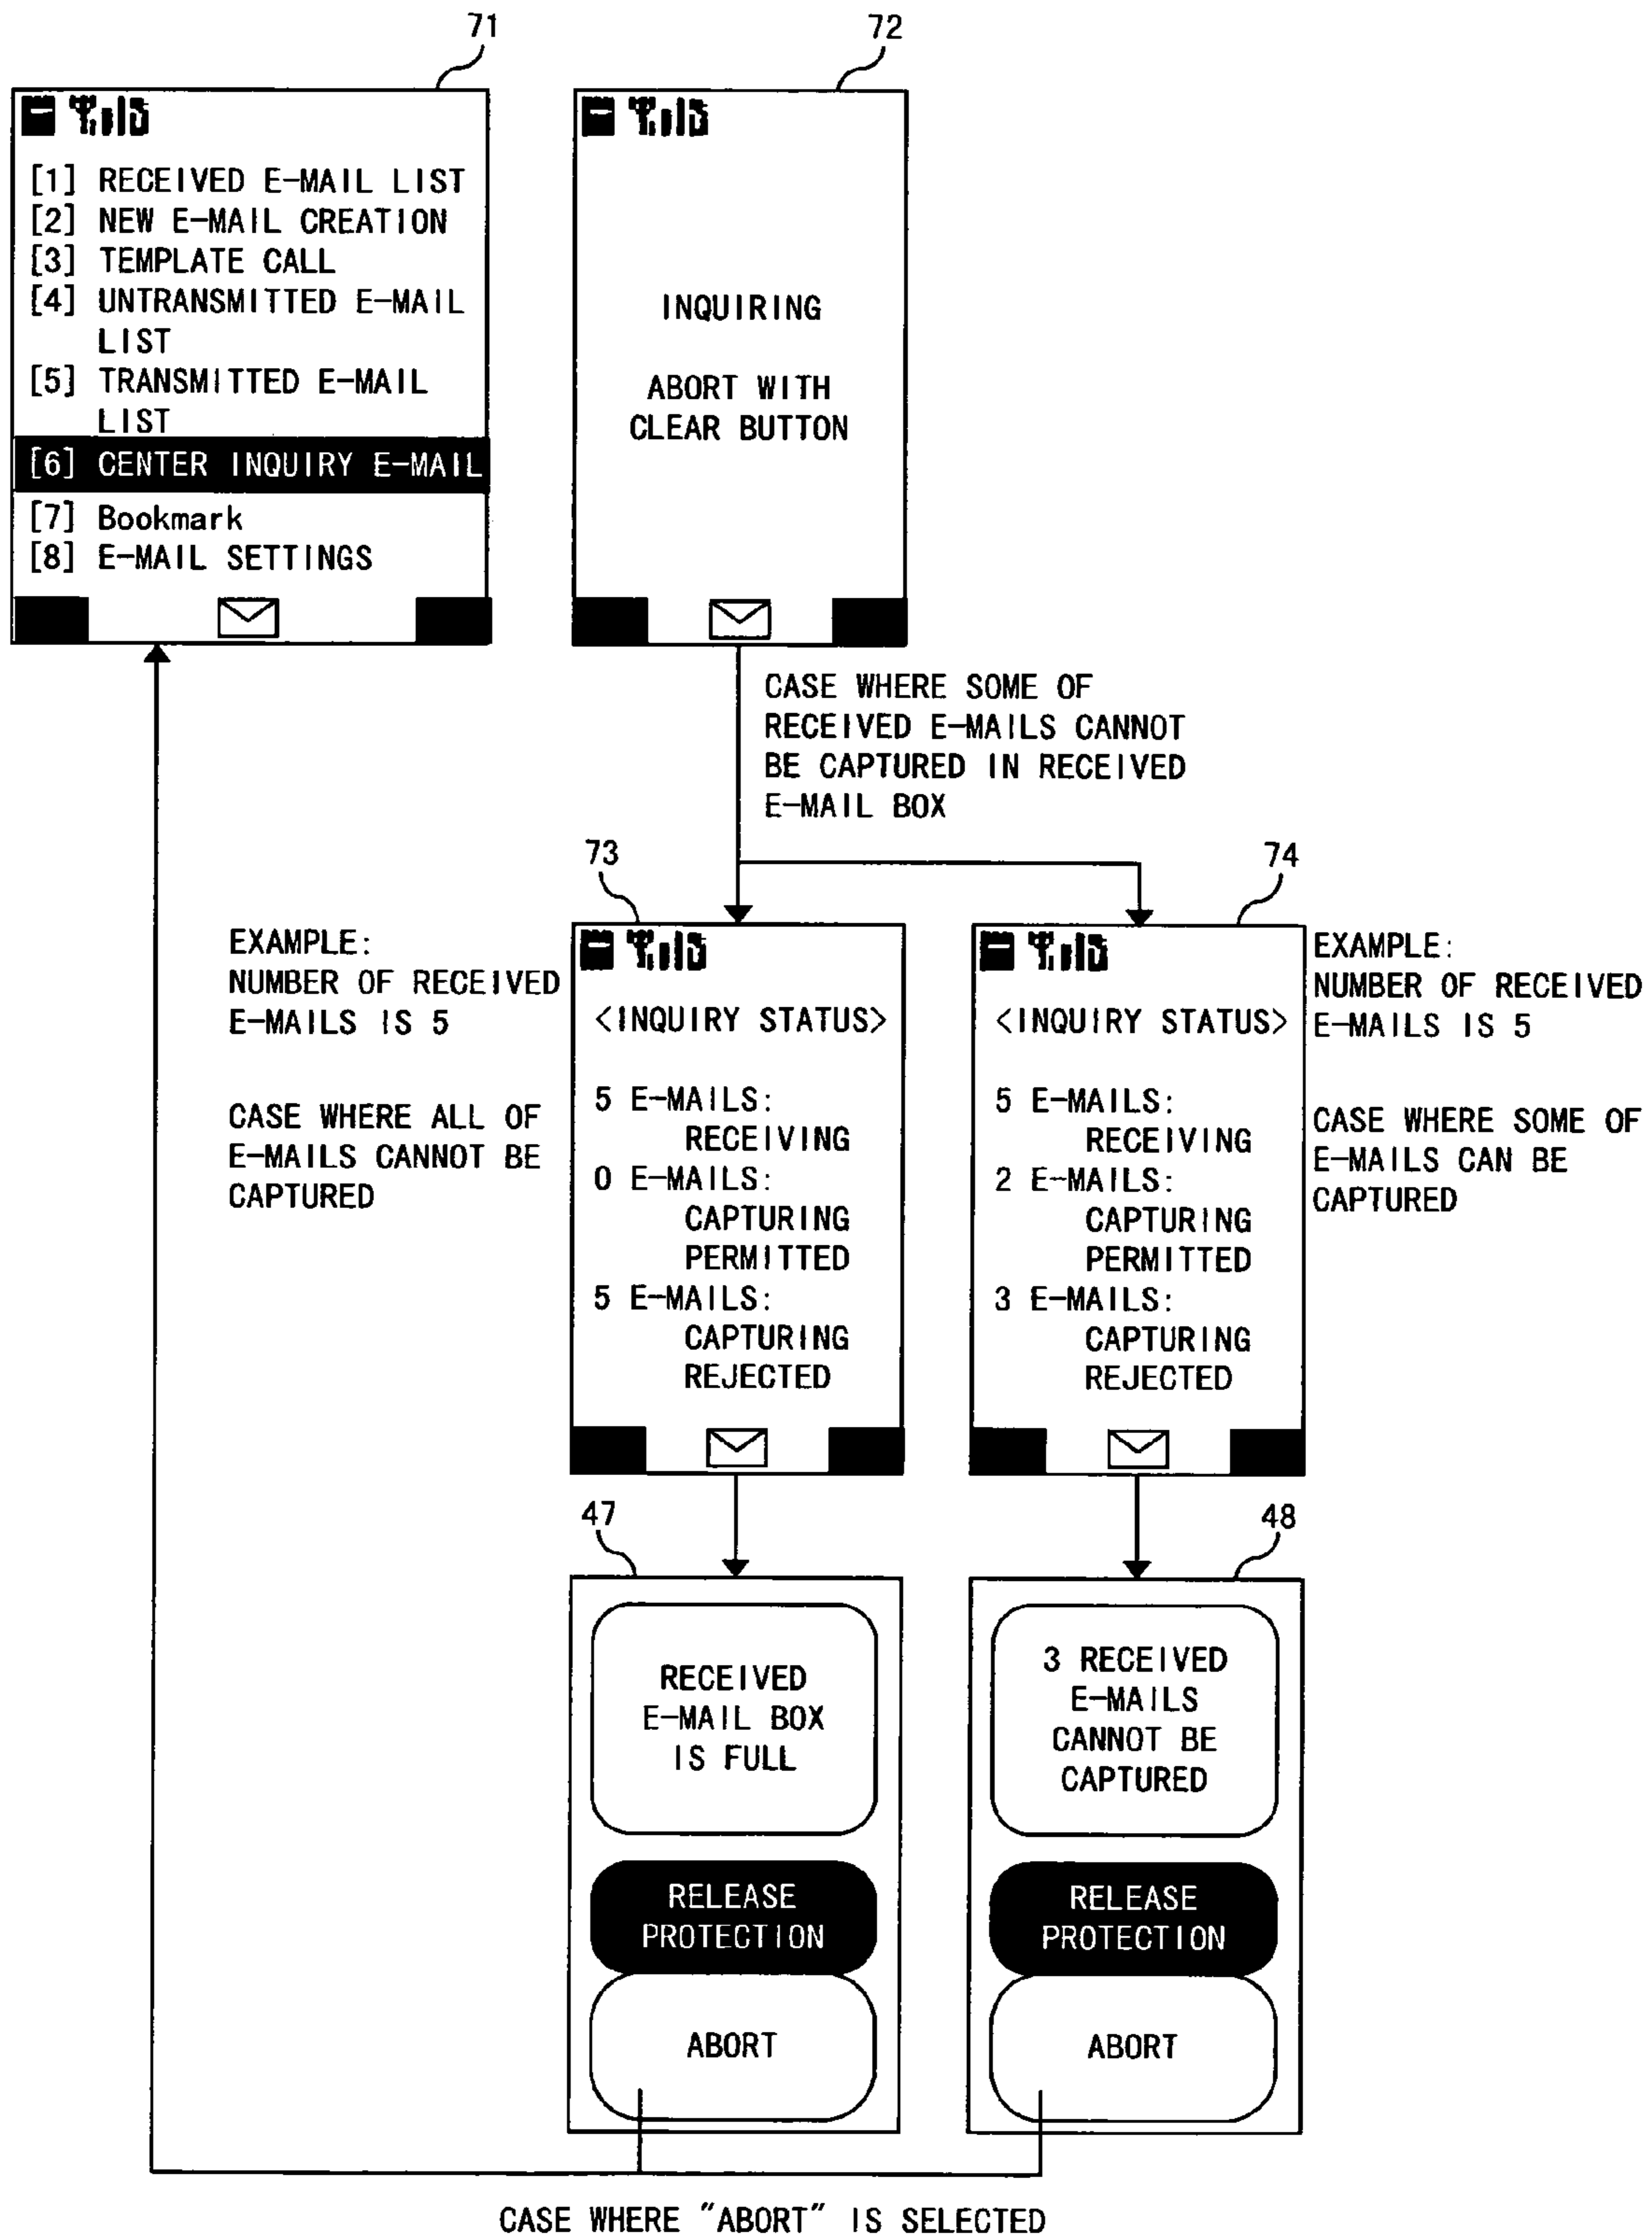 71
[1] RECEIVED E-MAIL LIST
[2] NEW E-MAIL CREATION
[3] TEMPLATE CALL
[4] UNTRANSMITTED E-MAIL
LIST
[5] TRANSMITTED E-MAIL
LIST
[6] CENTER INQUIRY E-MAIL
[7] Bookmark
[8] E-MAIL SETTINGS
72
INQUIRING
ABORT WITH
CLEAR BUTTON
CASE WHERE SOME OF
RECEIVED E-MAILS CANNOT
BE CAPTURED IN RECEIVED
E-MAIL BOX
EXAMPLE:
NUMBER OF RECEIVED
E-MAILS IS 5
CASE WHERE ALL OF
E-MAILS CANNOT BE
CAPTURED
73
<INQUIRY STATUS>
5 E-MAILS:
RECEIVING
0 E-MAILS:
CAPTURING
PERMITTED
5 E-MAILS:
CAPTURING
REJECTED
74
<INQUIRY STATUS>
5 E-MAILS:
RECEIVING
2 E-MAILS:
CAPTURING
PERMITTED
3 E-MAILS:
CAPTURING
REJECTED
EXAMPLE:
NUMBER OF RECEIVED
E-MAILS IS 5
CASE WHERE SOME OF
E-MAILS CAN BE
CAPTURED
47
RECEIVED
E-MAIL BOX
IS FULL
RELEASE
PROTECTION
ABORT
48
3 RECEIVED
E-MAILS
CANNOT BE
CAPTURED
RELEASE
PROTECTION
ABORT
CASE WHERE "ABORT" IS SELECTED